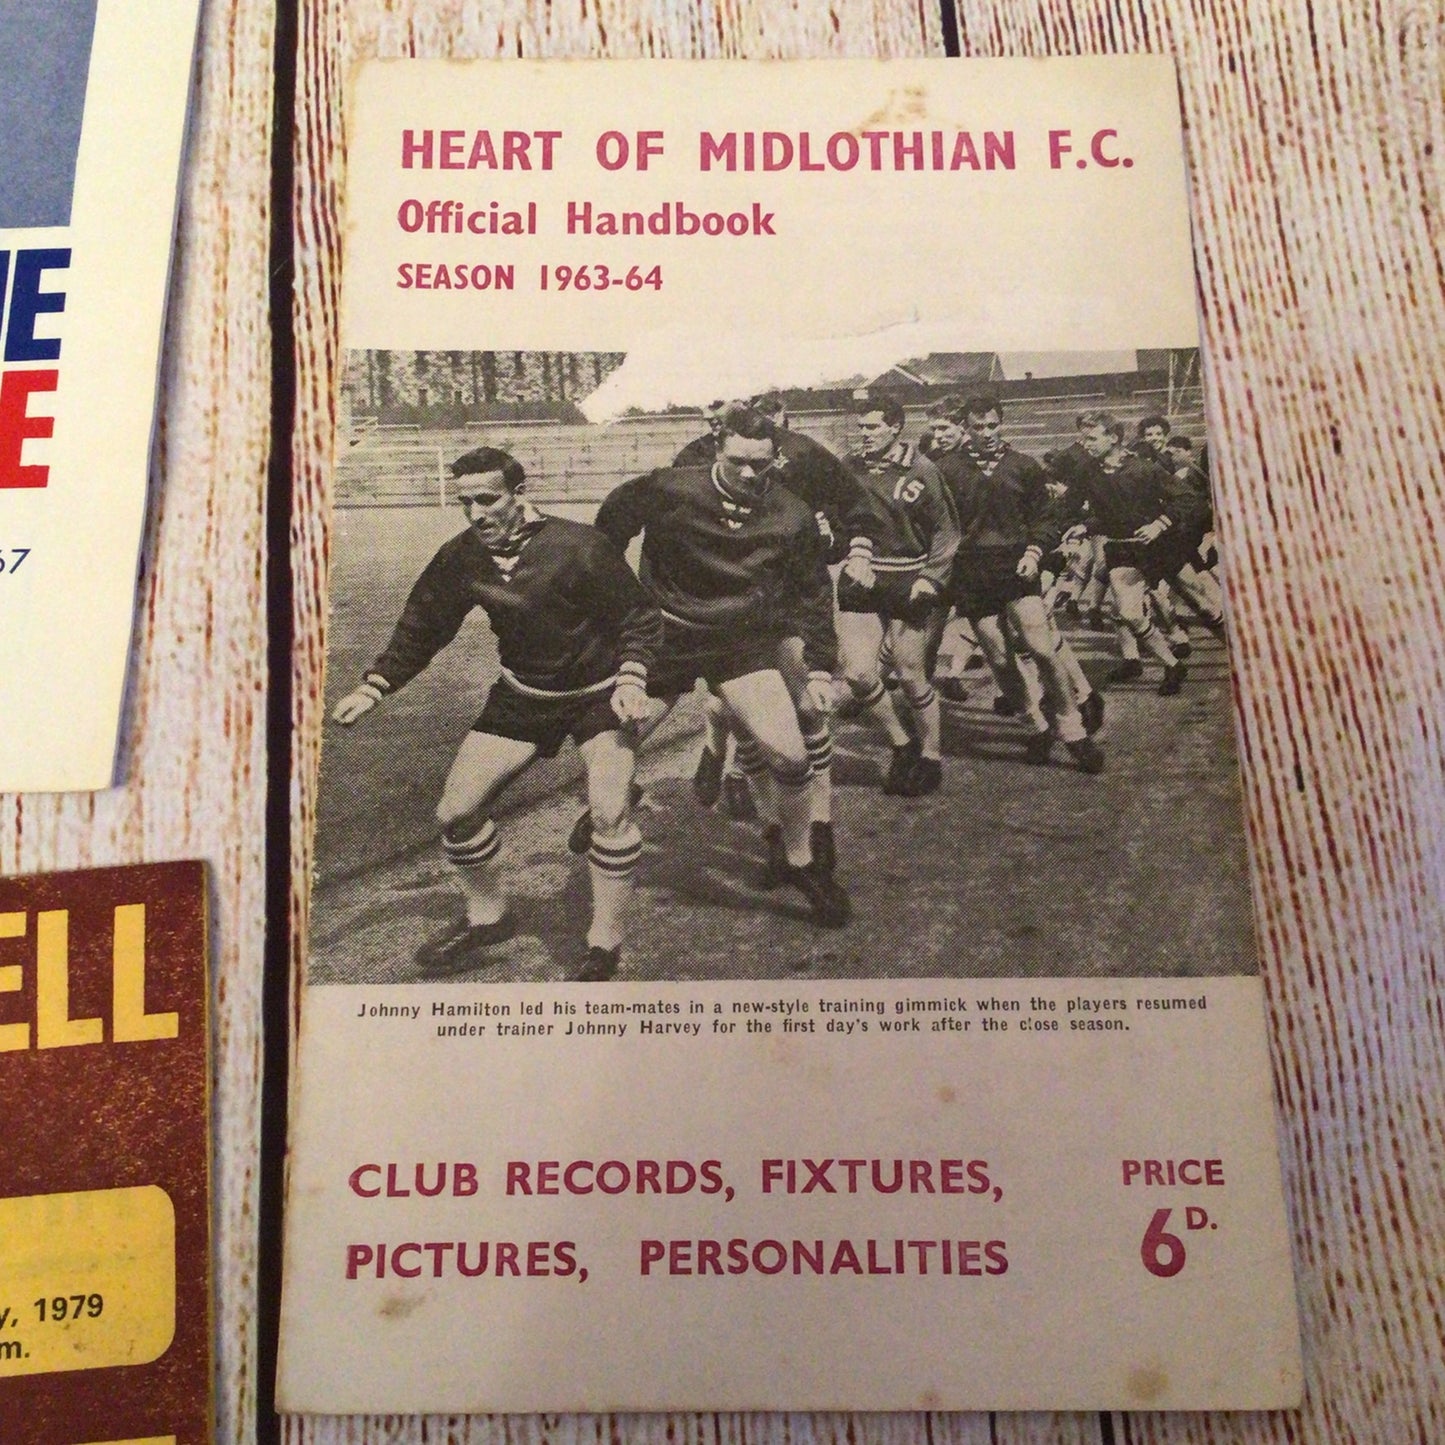 HEART OF MIDLOTHIAN F.C.
Official Handbook
SEASON 1963-64
15
Johnny Hamilton led his team-mates in a new-style training gimmick when the players resumed
under trainer Johnny Harvey for the first day's work after the close season.
CLUB RECORDS, FIXTURES,
PICTURES, PERSONALITIES
PRICE
6D.
67
ELL
1979
m.